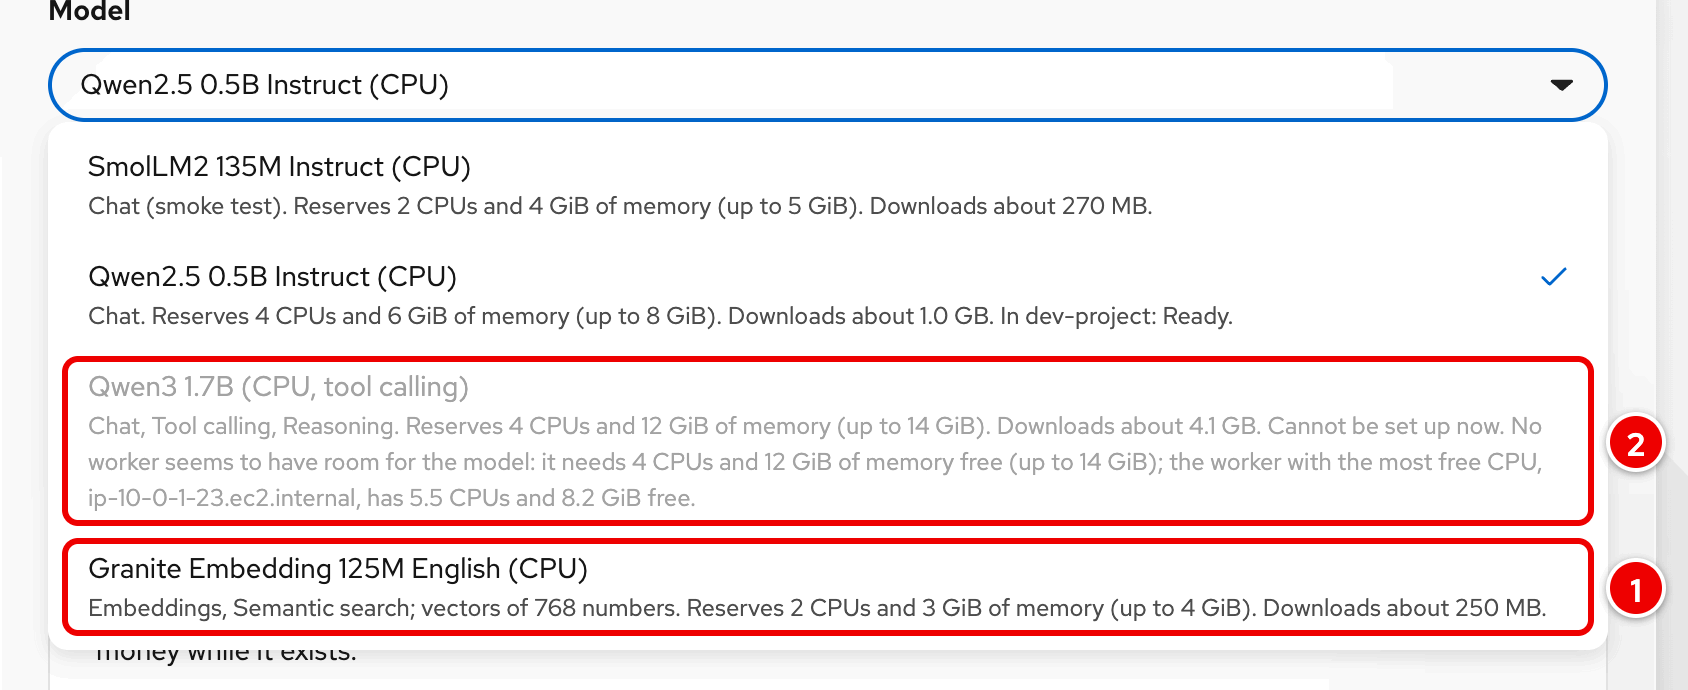 Model
Qwen2.5 0.5B Instruct (CPU)
SmolLM2 135M Instruct (CPU)
Chat (smoke test). Reserves 2 CPUs and 4 GiB of memory (up to 5 GiB). Downloads about 270 MB.
Qwen2.5 0.5B Instruct (CPU)
Chat. Reserves 4 CPUs and 6 GiB of memory (up to 8 GiB). Downloads about 1.0 GB. In dev-project: Ready.
Qwen3 1.7B (CPU, tool calling)
Chat, Tool calling, Reasoning. Reserves 4 CPUs and 12 GiB of memory (up to 14 GiB). Downloads about 4.1 GB. Cannot be set up now. No
worker seems to have room for the model: it needs 4 CPUs and 12 GiB of memory free (up to 14 GiB); the worker with the most free CPU,
ip-10-0-1-23.ec2.internal, has 5.5 CPUs and 8.2 GiB free.
2
Granite Embedding 125M English (CPU)
Embeddings, Semantic search; vectors of 768 numbers. Reserves 2 CPUs and 3 GiB of memory (up to 4 GiB). Downloads about 250 MB.
1
money while it exists.